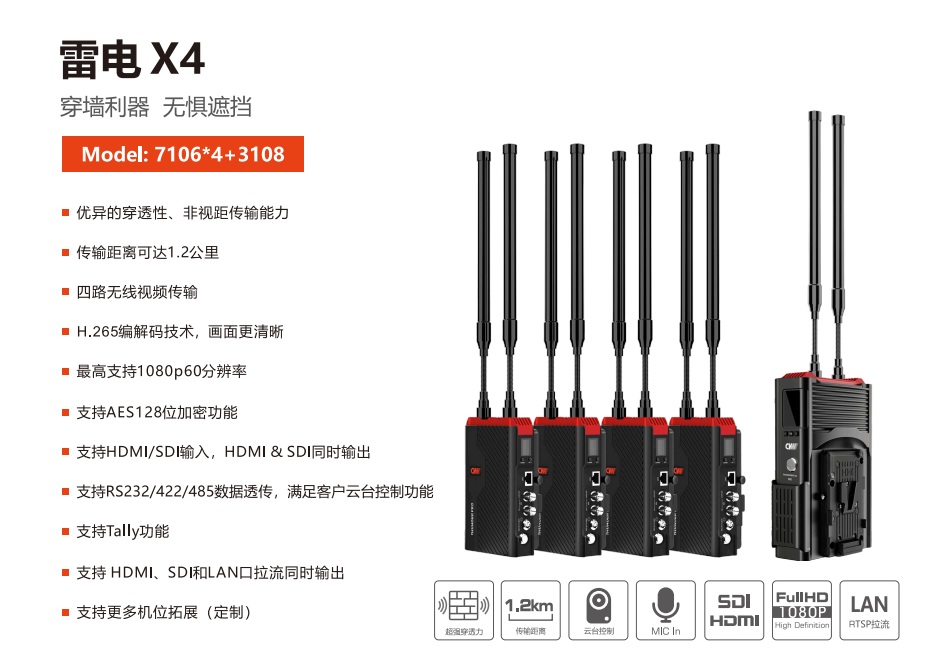 雷电 X4
穿墙利器 无惧遮挡
Model: 7106*4+3108
优异的穿透性、非视距传输能力
传输距离可达1.2公里
四路无线视频传输
H.265编解码技术，画面更清晰
最高支持1080p60分辨率
支持AES128位加密功能
支持HDMI/SDI输入，HDMI & SDI同时输出
支持RS232/422/485数据透传，满足客户云台控制功能
支持Tally功能
支持 HDMI、SDI和LAN口拉流同时输出
支持更多机位拓展（定制）
CVW
CVW
CVW
CVW
CVW
超强穿透力
1.2km
传输距离
云台控制
MIC In
SDI
HDMI
FullHD
1080P
High Definition
LAN
RTSP拉流